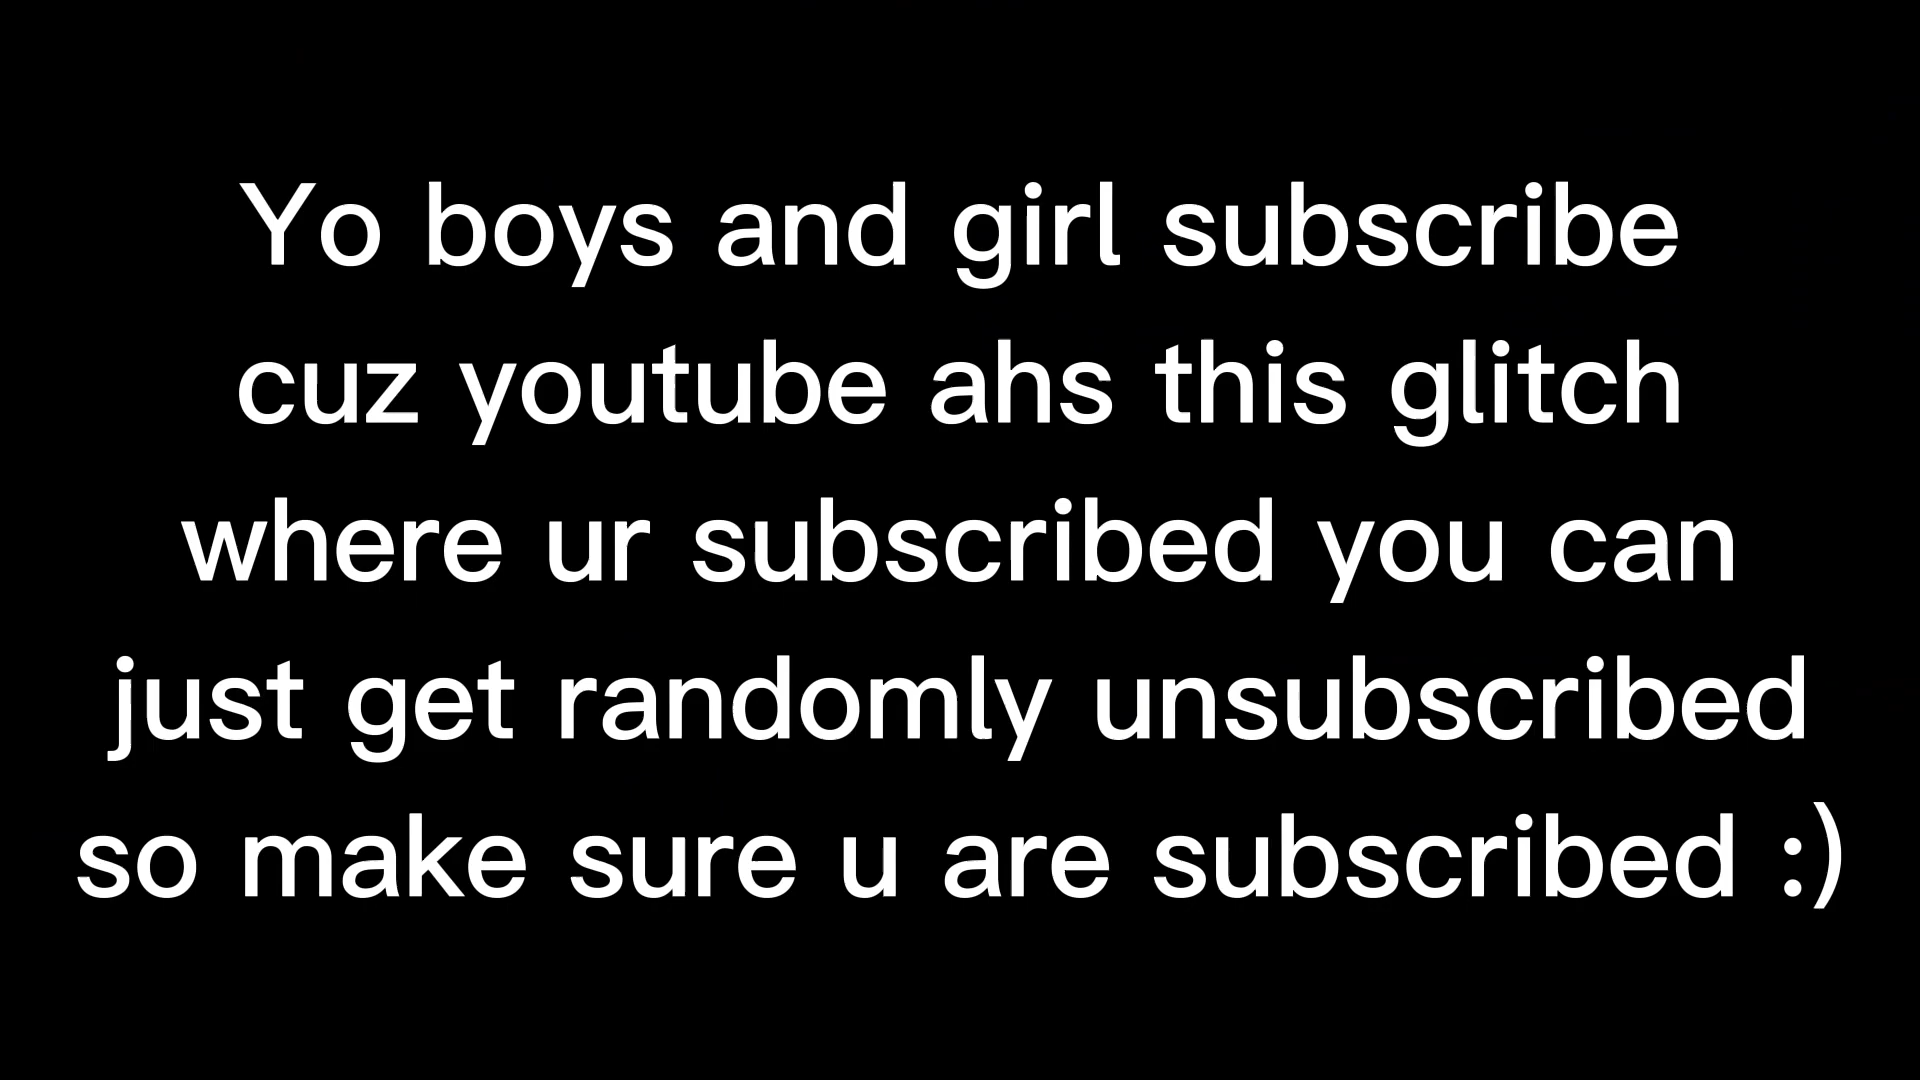 Yo boys and girl subscribe
cuz youtube ahs this glitch
where ur subscribed you can
just get randomly unsubscribed
so make sure u are subscribed :)